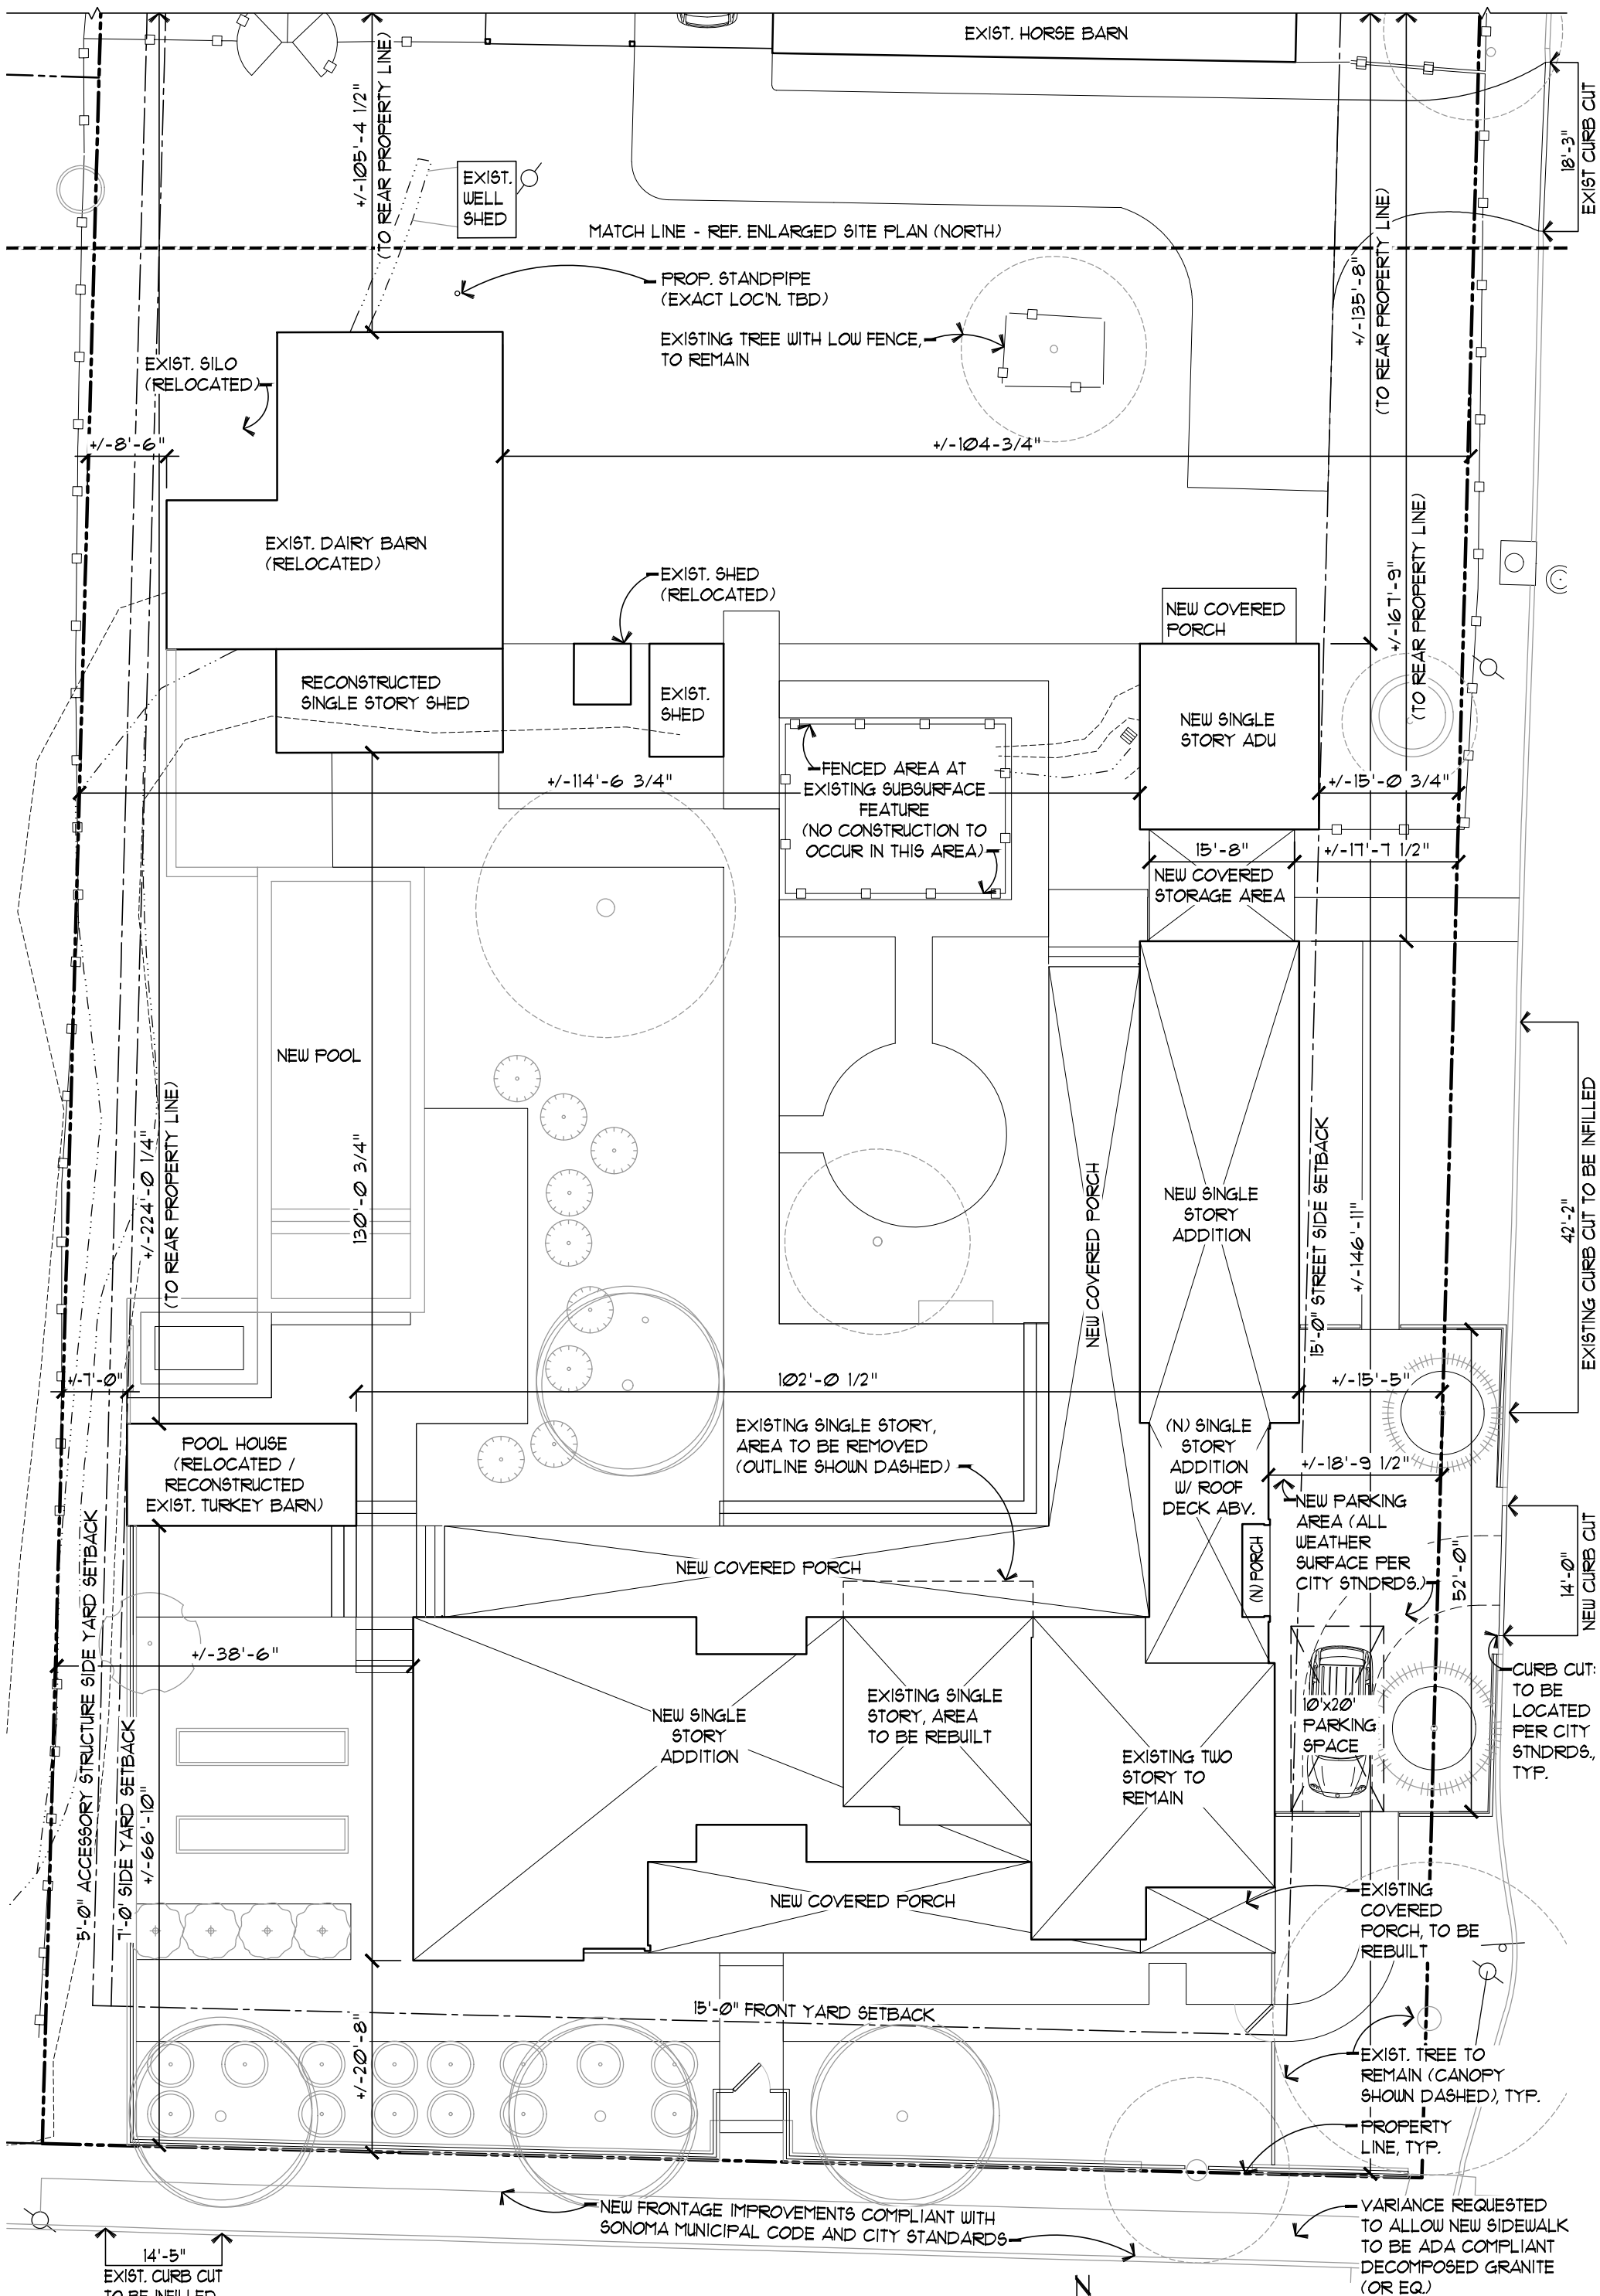 EXIST. HORSE BARN
+/-105'-4 1/2"
(TO REAR PROPERTY LINE)
18'-3"
EXIST CURB CUT
EXIST.
WELL
SHED
MATCH LINE - REF. ENLARGED SITE PLAN (NORTH)
PROP. STANDPIPE
(EXACT LOC'N. TBD)
+/-135'-8"
(TO REAR PROPERTY LINE)
EXISTING TREE WITH LOW FENCE,
TO REMAIN
EXIST. SILO
(RELOCATED)
+/-8'-6"
+/-104-3/4"
EXIST. DAIRY BARN
(RELOCATED)
+/-167'-9"
(TO REAR PROPERTY LINE)
EXIST. SHED
(RELOCATED)
NEW COVERED
PORCH
RECONSTRUCTED
SINGLE STORY SHED
EXIST.
SHED
NEW SINGLE
STORY ADU
+/-114'-6 3/4"
FENCED AREA AT
EXISTING SUBSURFACE
FEATURE
(NO CONSTRUCTION TO
OCCUR IN THIS AREA)
+/-15'-0 3/4"
15'-8"
+/-17'-7 1/2"
NEW COVERED
STORAGE AREA
NEW POOL
+/-224'-0 1/4"
(TO REAR PROPERTY LINE)
130'-0 3/4"
NEW COVERED PORCH
NEW SINGLE
STORY
ADDITION
15'-0" STREET SIDE SETBACK
+/-146'-11"
42'-2"
EXISTING CURB CUT TO BE INFILLED
+/-7'-0"
102'-0 1/2"
+/-15'-5"
POOL HOUSE
(RELOCATED /
RECONSTRUCTED
EXIST. TURKEY BARN)
EXISTING SINGLE STORY,
AREA TO BE REMOVED
(OUTLINE SHOWN DASHED)
(N) SINGLE
STORY
ADDITION
W/ ROOF
DECK ABV.
+/-18'-9 1/2"
NEW PARKING
AREA (ALL
WEATHER
SURFACE PER
CITY STNDRDS.)
(N) PORCH
52'-0"
14'-0"
NEW CURB CUT
NEW COVERED PORCH
5'-0" ACCESSORY STRUCTURE SIDE YARD SETBACK
7'-0' SIDE YARD SETBACK
+/-66'-10"
+/-38'-6"
NEW SINGLE
STORY
ADDITION
EXISTING SINGLE
STORY, AREA
TO BE REBUILT
EXISTING TWO
STORY TO
REMAIN
10'x20'
PARKING
SPACE
CURB CUT:
TO BE
LOCATED
PER CITY
STNDRDS.,
TYP.
NEW COVERED PORCH
EXISTING
COVERED
PORCH, TO BE
REBUILT
15'-0" FRONT YARD SETBACK
+/-20'-8"
EXIST. TREE TO
REMAIN (CANOPY
SHOWN DASHED), TYP.
PROPERTY
LINE, TYP.
NEW FRONTAGE IMPROVEMENTS COMPLIANT WITH
SONOMA MUNICIPAL CODE AND CITY STANDARDS
VARIANCE REQUESTED
TO ALLOW NEW SIDEWALK
TO BE ADA COMPLIANT
DECOMPOSED GRANITE
(OR EQ.)
14'-5"
EXIST. CURB CUT
TO BE INFILLED
N